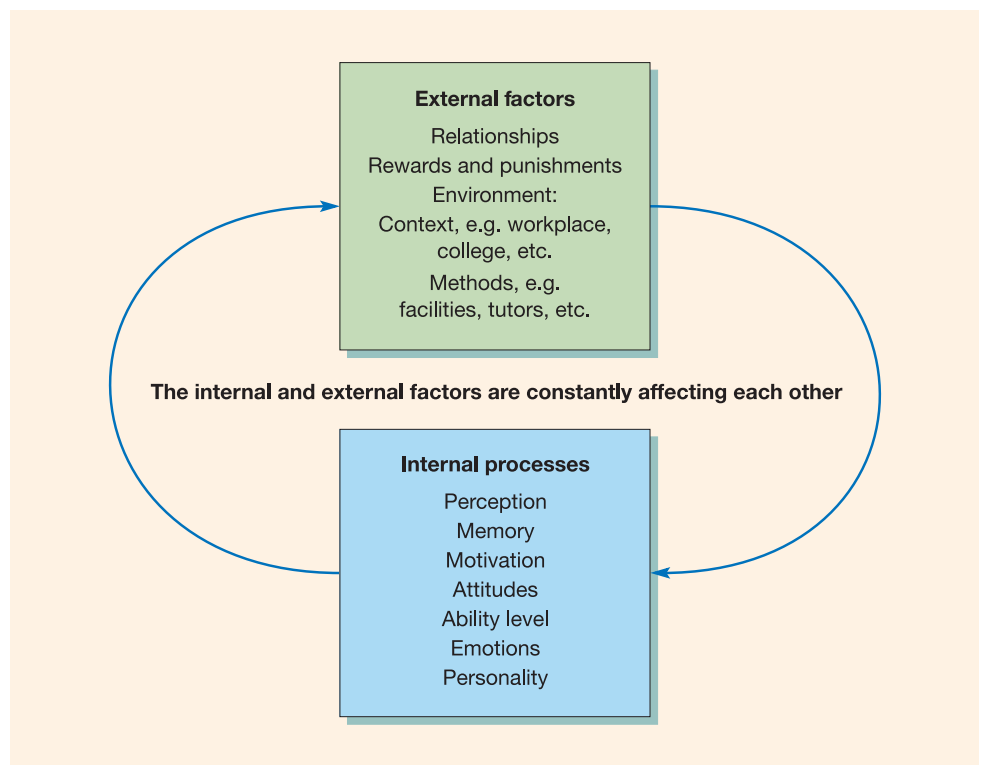 External factors
Relationships
Rewards and punishments
Environment:
Context, e.g. workplace,
college, etc.
Methods, e.g.
facilities, tutors, etc.
The internal and external factors are constantly affecting each other
Internal processes
Perception
Memory
Motivation
Attitudes
Ability level
Emotions
Personality